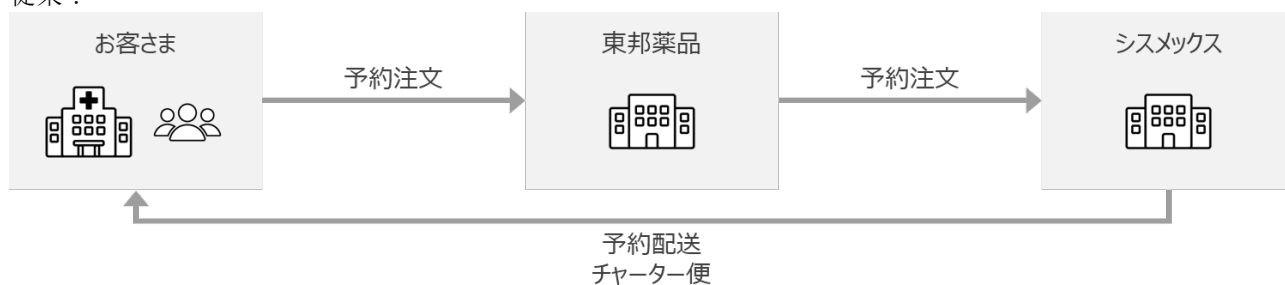 従来：
お客さま
東邦薬品
シスメックス
予約注文
予約注文
予約配送
チャーター便